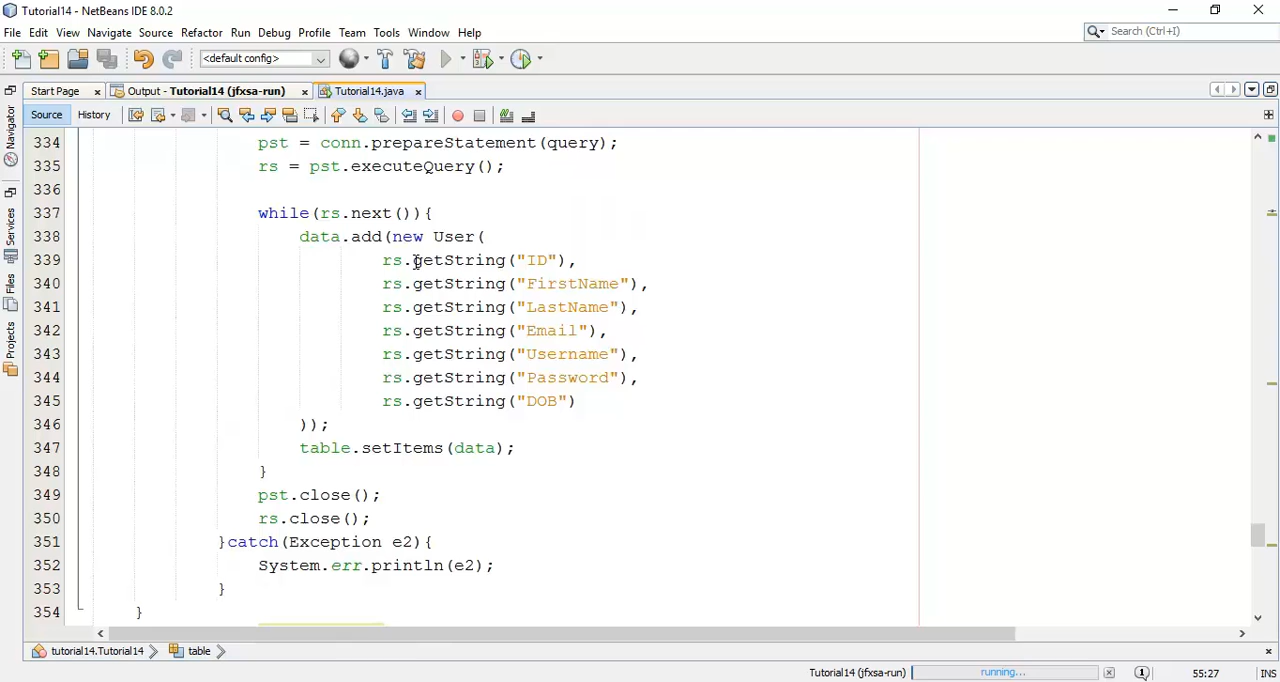 Tutorial14 - NetBeans IDE 8.0.2
File Edit View Navigate Source Refactor Run Debug Profile Team Tools Window Help
Search (Ctrl+I)
<default config>
Start Page Output - Tutorial14 (jfxsa-run) Tutorial14.java
Source History
Navigator
Services
Files
Projects
334 pst = conn.prepareStatement(query);
335 rs = pst.executeQuery();
336
337 while(rs.next()){
338 data.add(new User(
339 rs.getString("ID"),
340 rs.getString("FirstName"),
341 rs.getString("LastName"),
342 rs.getString("Email"),
343 rs.getString("Username"),
344 rs.getString("Password"),
345 rs.getString("DOB")
346 ));
347 table.setItems(data);
348 }
349 pst.close();
350 rs.close();
351 }catch(Exception e2){
352 System.err.println(e2);
353 }
354 }
tutorial14.Tutorial14 table
Tutorial14 (jfxsa-run) running... 1 55:27 INS